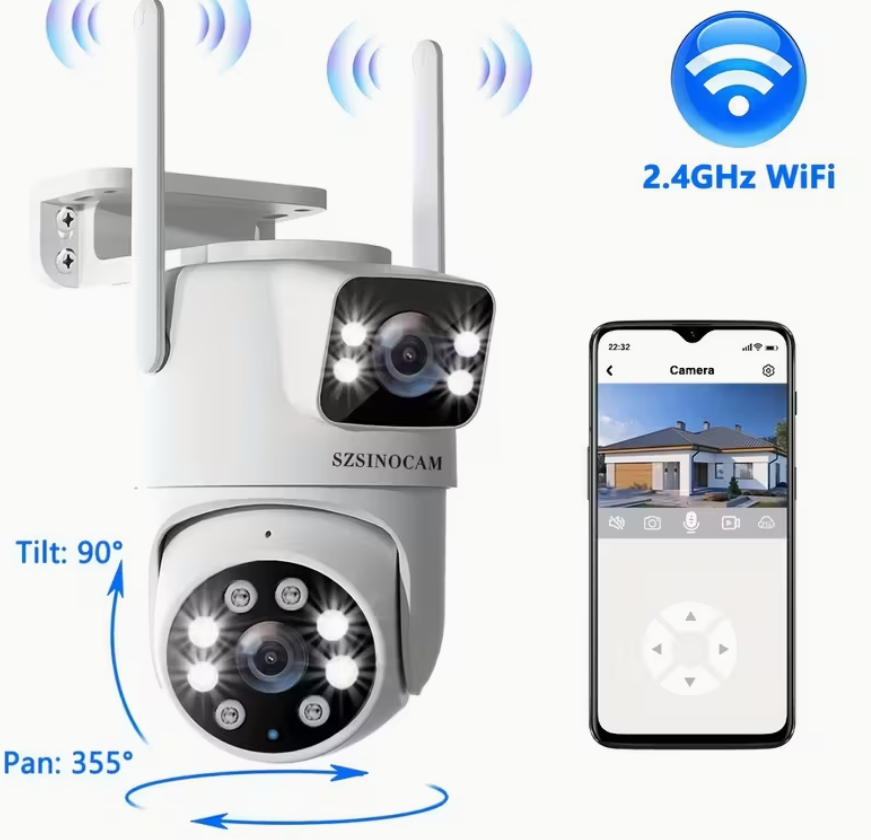 2.4GHz WiFi
22:32
Camera
SZSINOCAM
Tilt: 90°
Pan: 355°